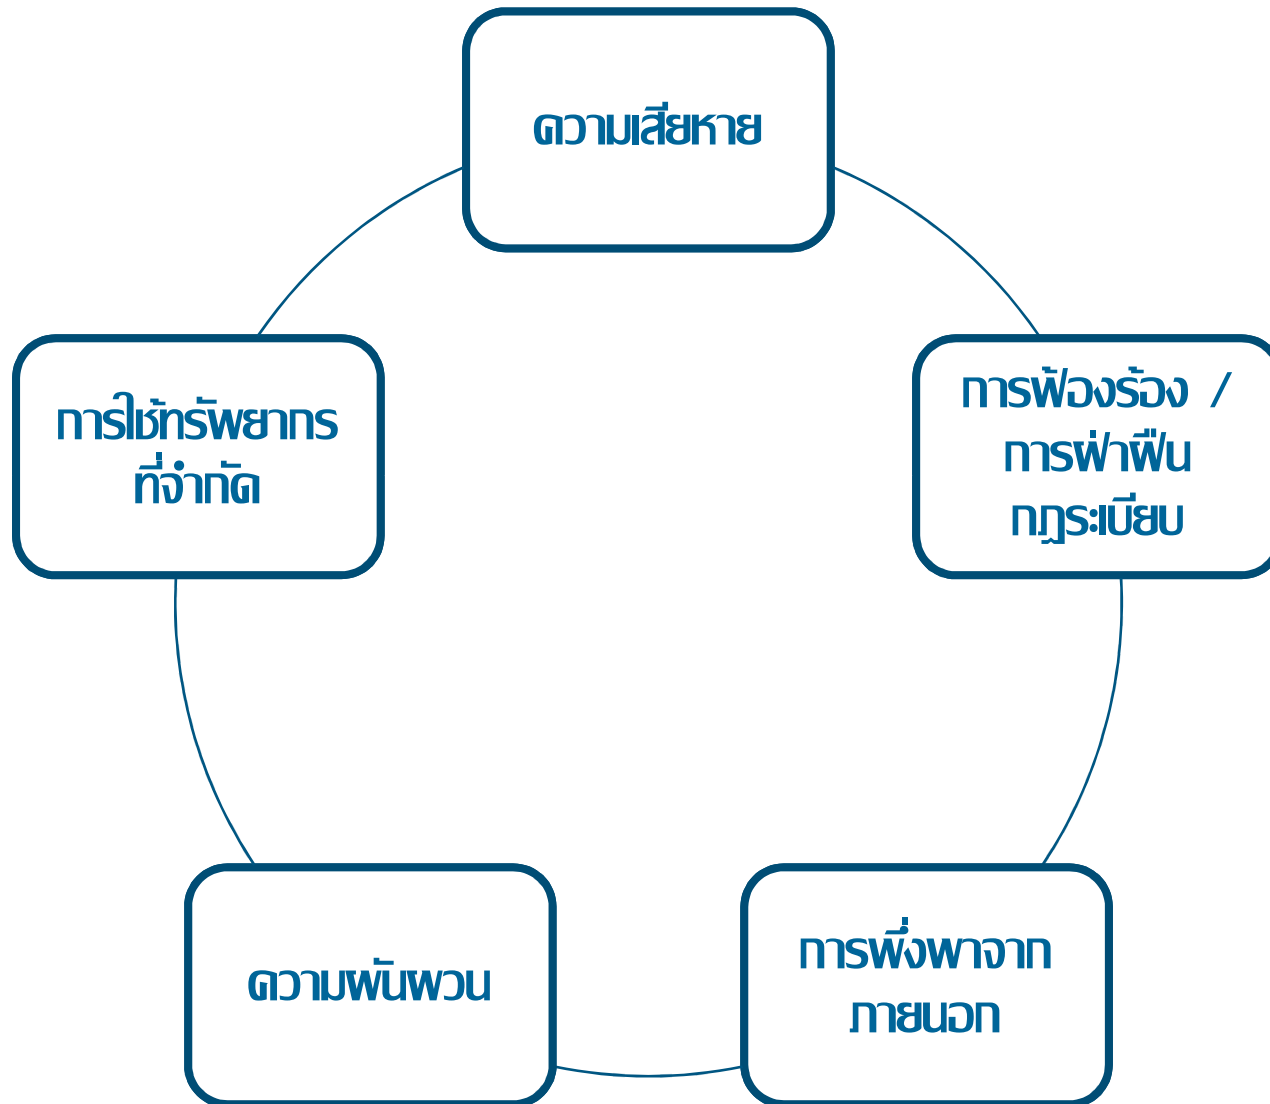 ความเสียหาย
การฟ้องร้อง /
การฝ่าฝืน
กฎระเบียบ
การพึ่งพาจาก
ภายนอก
ความผันผวน
การใช้ทรัพยากร
ที่จำกัด